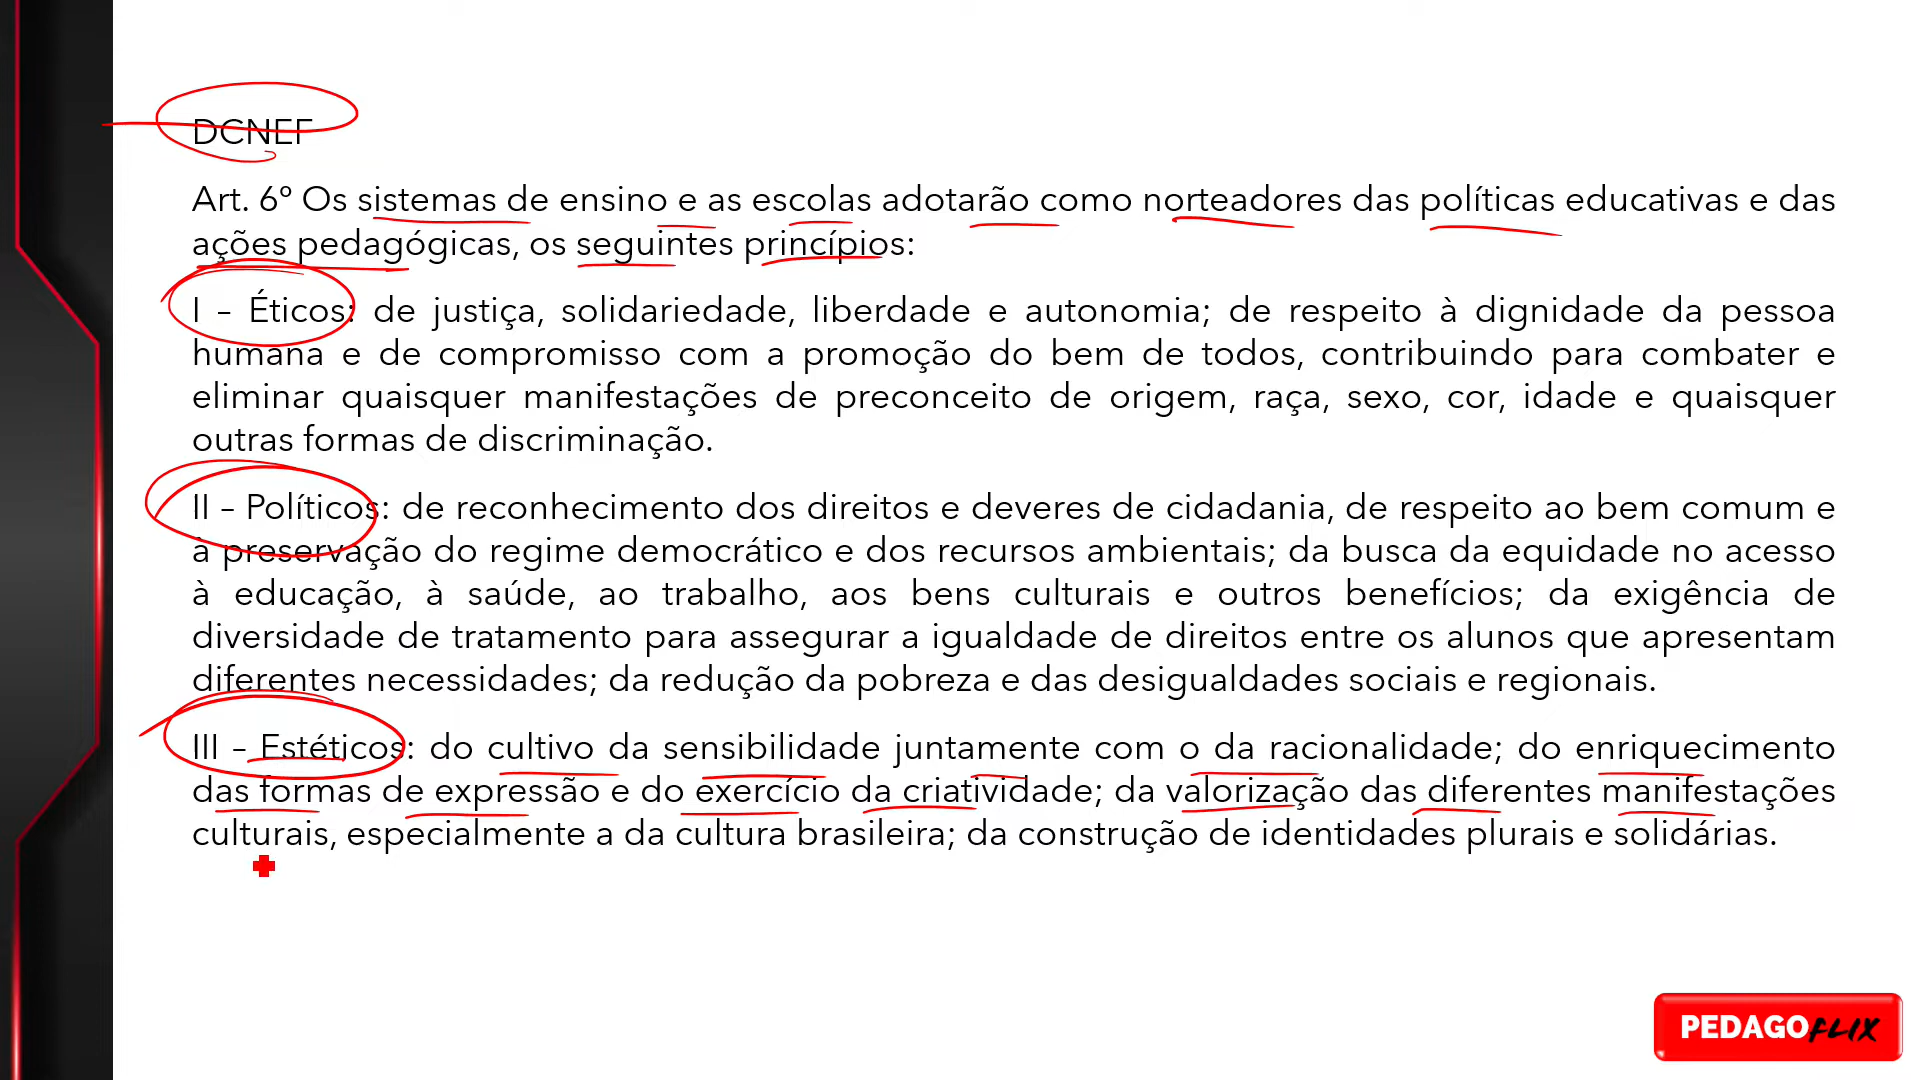 DCNEF
Art. 6º Os sistemas de ensino e as escolas adotarão como norteadores das políticas educativas e das
ações pedagógicas, os seguintes princípios:
I – Éticos: de justiça, solidariedade, liberdade e autonomia; de respeito à dignidade da pessoa
humana e de compromisso com a promoção do bem de todos, contribuindo para combater e
eliminar quaisquer manifestações de preconceito de origem, raça, sexo, cor, idade e quaisquer
outras formas de discriminação.
II – Políticos: de reconhecimento dos direitos e deveres de cidadania, de respeito ao bem comum e
à preservação do regime democrático e dos recursos ambientais; da busca da equidade no acesso
à educação, à saúde, ao trabalho, aos bens culturais e outros benefícios; da exigência de
diversidade de tratamento para assegurar a igualdade de direitos entre os alunos que apresentam
diferentes necessidades; da redução da pobreza e das desigualdades sociais e regionais.
III – Estéticos: do cultivo da sensibilidade juntamente com o da racionalidade; do enriquecimento
das formas de expressão e do exercício da criatividade; da valorização das diferentes manifestações
culturais, especialmente a da cultura brasileira; da construção de identidades plurais e solidárias.
PEDAGOFLIX